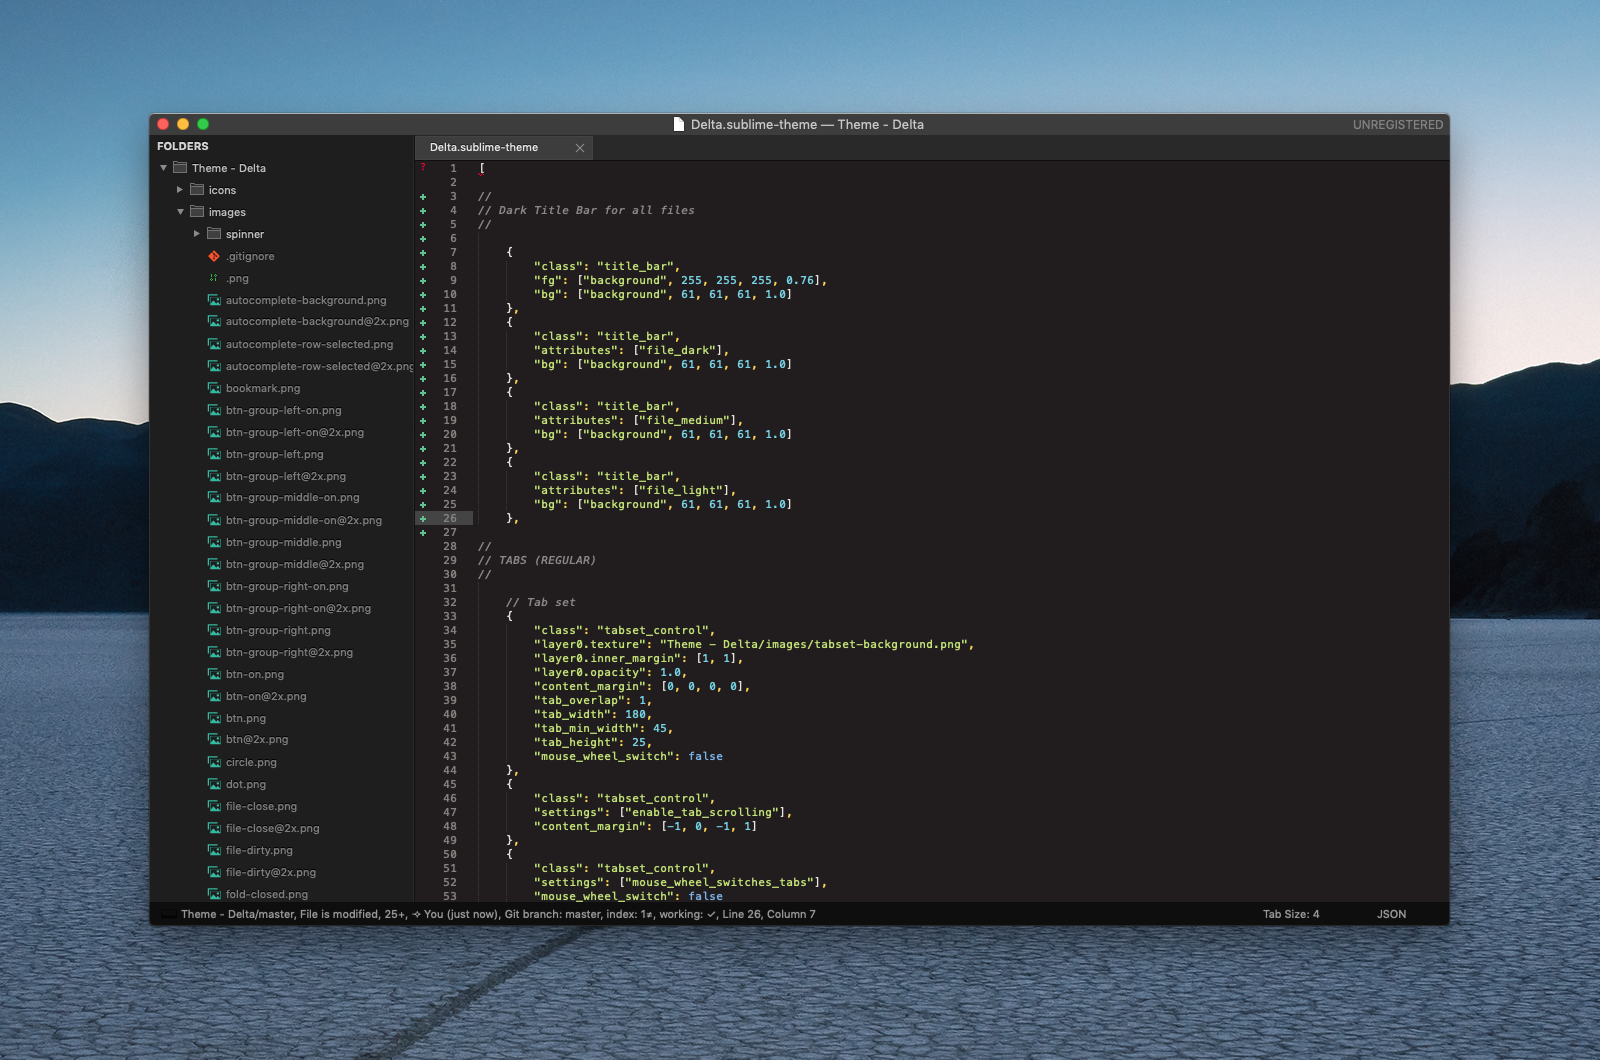 Delta.sublime-theme — Theme - Delta
UNREGISTERED
FOLDERS
Theme - Delta
icons
images
spinner
.gitignore
.png
autocomplete-background.png
autocomplete-background@2x.png
autocomplete-row-selected.png
autocomplete-row-selected@2x.png
bookmark.png
btn-group-left-on.png
btn-group-left-on@2x.png
btn-group-left.png
btn-group-left@2x.png
btn-group-middle-on.png
btn-group-middle-on@2x.png
btn-group-middle.png
btn-group-middle@2x.png
btn-group-right-on.png
btn-group-right-on@2x.png
btn-group-right.png
btn-group-right@2x.png
btn-on.png
btn-on@2x.png
btn.png
btn@2x.png
circle.png
dot.png
file-close.png
file-close@2x.png
file-dirty.png
file-dirty@2x.png
fold-closed.png
Delta.sublime-theme
? 1 [
2
+ 3 //
+ 4 // Dark Title Bar for all files
+ 5 //
+ 6
+ 7 {
+ 8 "class": "title_bar",
+ 9 "fg": ["background", 255, 255, 255, 0.76],
+ 10 "bg": ["background", 61, 61, 61, 1.0]
+ 11 },
+ 12 {
+ 13 "class": "title_bar",
+ 14 "attributes": ["file_dark"],
+ 15 "bg": ["background", 61, 61, 61, 1.0]
+ 16 },
+ 17 {
+ 18 "class": "title_bar",
+ 19 "attributes": ["file_medium"],
+ 20 "bg": ["background", 61, 61, 61, 1.0]
+ 21 },
+ 22 {
+ 23 "class": "title_bar",
+ 24 "attributes": ["file_light"],
+ 25 "bg": ["background", 61, 61, 61, 1.0]
+ 26 },
+ 27
28 //
29 // TABS (REGULAR)
30 //
31
32 // Tab set
33 {
34 "class": "tabset_control",
35 "layer0.texture": "Theme - Delta/images/tabset-background.png",
36 "layer0.inner_margin": [1, 1],
37 "layer0.opacity": 1.0,
38 "content_margin": [0, 0, 0, 0],
39 "tab_overlap": 1,
40 "tab_width": 180,
41 "tab_min_width": 45,
42 "tab_height": 25,
43 "mouse_wheel_switch": false
44 },
45 {
46 "class": "tabset_control",
47 "settings": ["enable_tab_scrolling"],
48 "content_margin": [-1, 0, -1, 1]
49 },
50 {
51 "class": "tabset_control",
52 "settings": ["mouse_wheel_switches_tabs"],
53 "mouse_wheel_switch": false
Theme - Delta/master, File is modified, 25+, ⟢ You (just now), Git branch: master, index: 1≠, working: ✓, Line 26, Column 7
Tab Size: 4
JSON